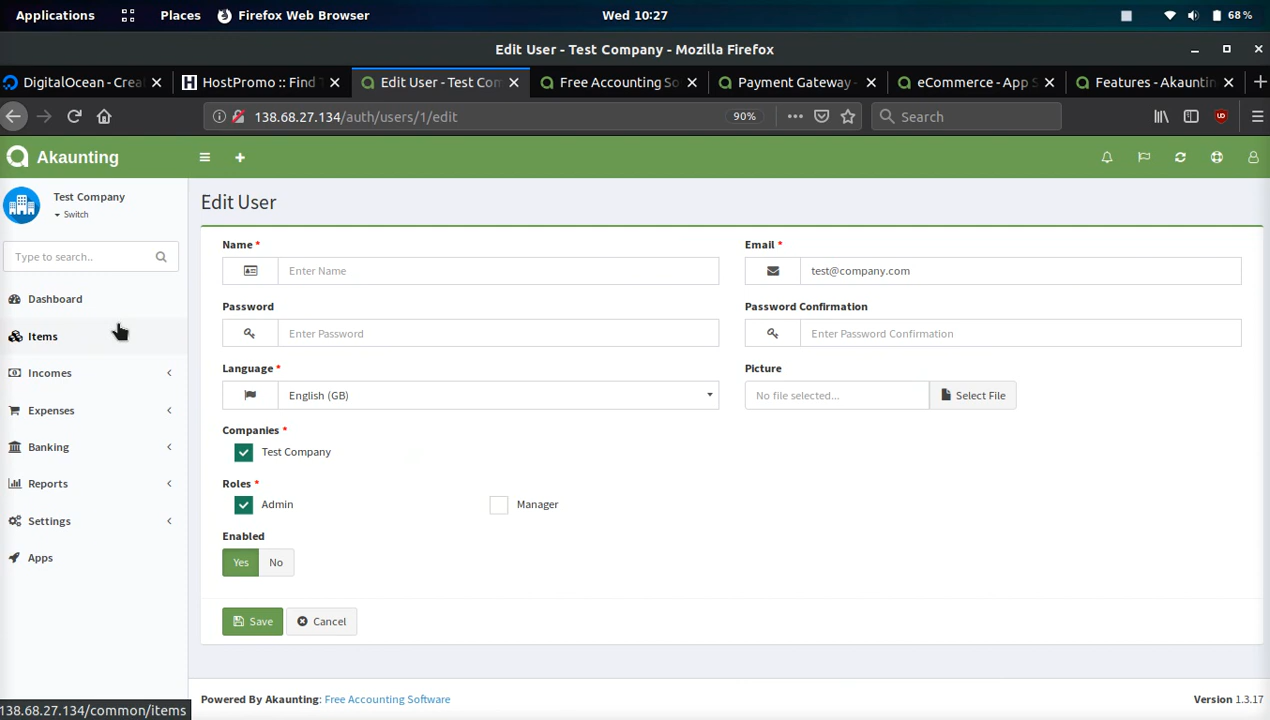 Applications Places Firefox Web Browser Wed 10:27 68 %
Edit User - Test Company - Mozilla Firefox
DigitalOcean - Crea HostPromo :: Find Edit User - Test Com Free Accounting So Payment Gateway - eCommerce - App S Features - Akauntin
138.68.27.134/auth/users/1/edit 90% Search
Akaunting
Test Company
Switch
Type to search..
Dashboard
Items
Incomes
Expenses
Banking
Reports
Settings
Apps
Edit User
Name * Email *
Enter Name test@company.com
Password Password Confirmation
Enter Password Enter Password Confirmation
Language * Picture
English (GB) No file selected... Select File
Companies *
Test Company
Roles *
Admin Manager
Enabled
Yes No
Save Cancel
Powered By Akaunting: Free Accounting Software Version 1.3.17
138.68.27.134/common/items